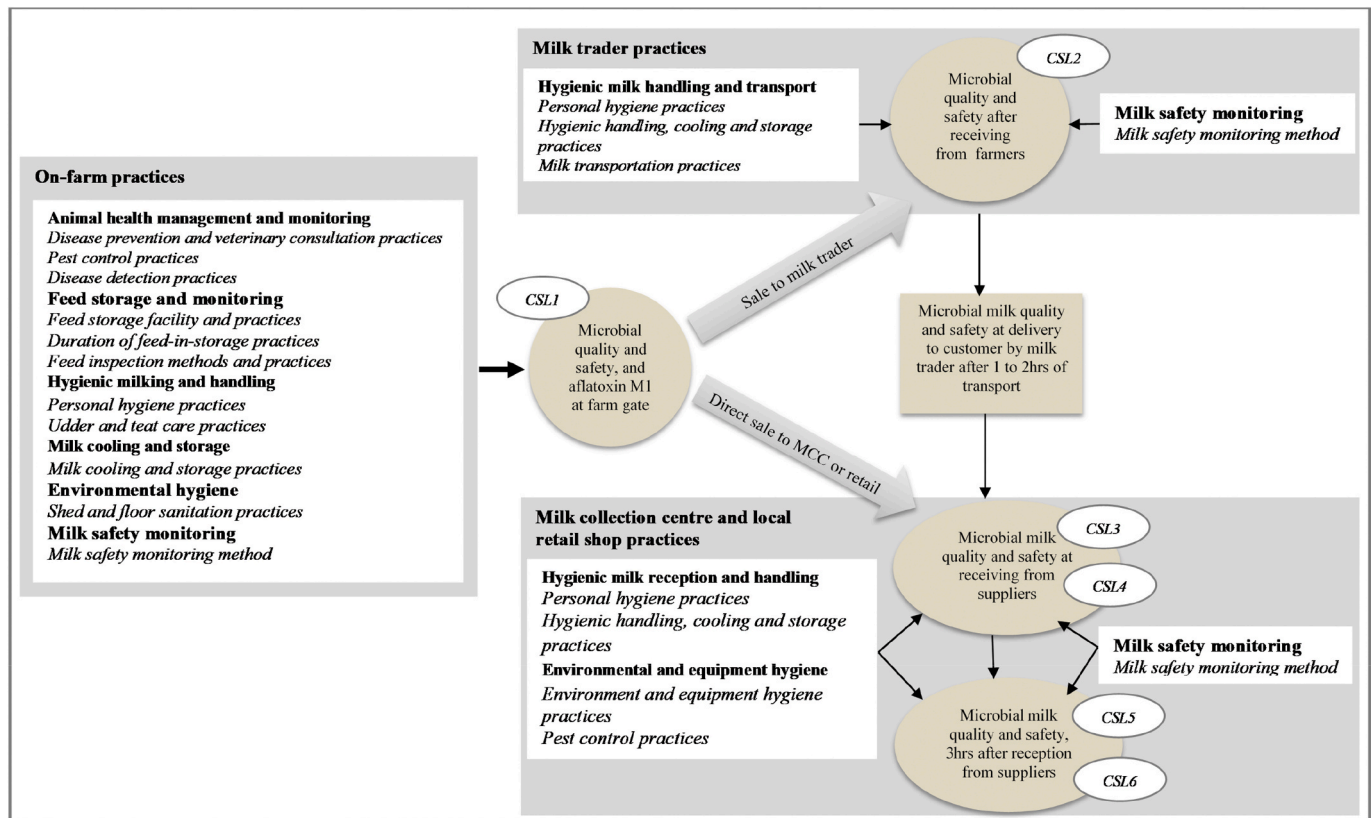 On-farm practices
Animal health management and monitoring
Disease prevention and veterinary consultation practices
Pest control practices
Disease detection practices
Feed storage and monitoring
Feed storage facility and practices
Duration of feed-in-storage practices
Feed inspection methods and practices
Hygienic milking and handling
Personal hygiene practices
Udder and teat care practices
Milk cooling and storage
Milk cooling and storage practices
Environmental hygiene
Shed and floor sanitation practices
Milk safety monitoring
Milk safety monitoring method
CSL1
Microbial
quality and
safety, and
aflatoxin M1
at farm gate
Sale to milk trader
Direct sale to MCC or retail
Milk trader practices
Hygienic milk handling and transport
Personal hygiene practices
Hygienic handling, cooling and storage
practices
Milk transportation practices
CSL2
Microbial
quality and
safety after
receiving
from farmers
Milk safety monitoring
Milk safety monitoring method
Microbial milk quality
and safety at delivery
to customer by milk
trader after 1 to 2hrs of
transport
Milk collection centre and local
retail shop practices
Hygienic milk reception and handling
Personal hygiene practices
Hygienic handling, cooling and storage
practices
Environmental and equipment hygiene
Environment and equipment hygiene
practices
Pest control practices
CSL3
Microbial milk
quality and safety at
receiving from
suppliers
CSL4
Milk safety monitoring
Milk safety monitoring method
CSL5
Microbial milk
quality and safety,
3hrs after reception
from suppliers
CSL6